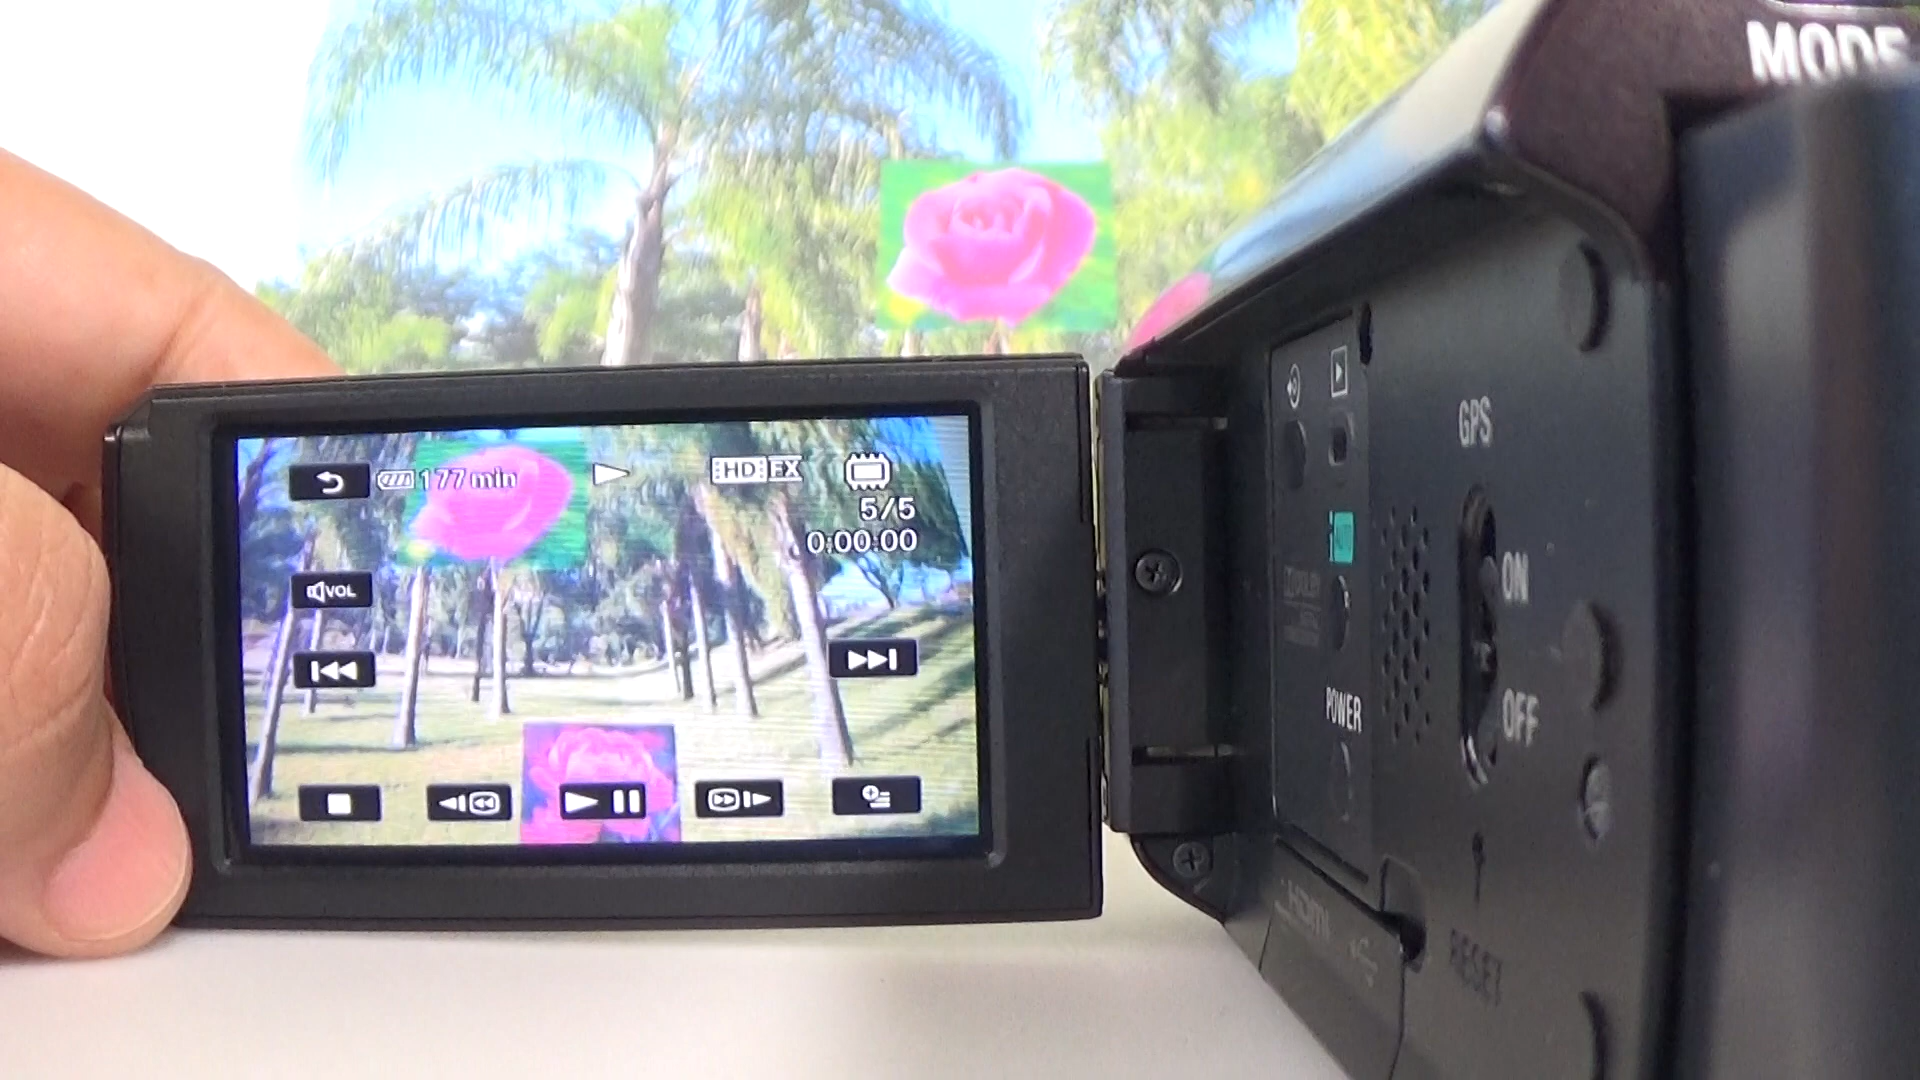 MODE
177 min
HD FX
5/5
0:00:00
VOL
GPS
ON
OFF
POWER
HDMI
RESET